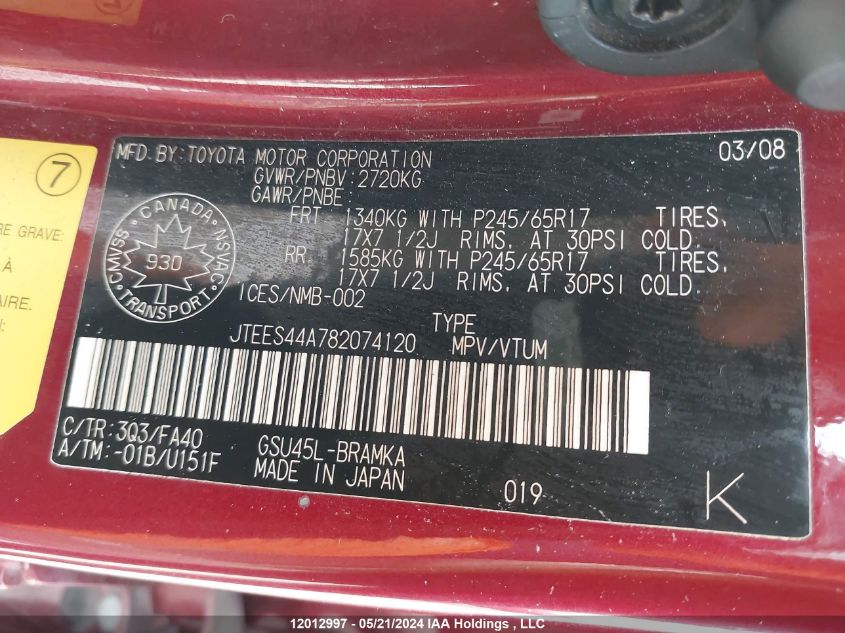 MFD. BY: TOYOTA MOTOR CORPORATION 03/08
GVWR/PNBV : 2720KG
GAWR/PNBE
FRT 1340KG WITH P245/65R17 TIRES,
17X7 1/2J RIMS, AT 30PSI COLD.
RR. 1585KG WITH P245/65R17 TIRES,
17X7 1/2J RIMS, AT 30PSI COLD.
ICES/NMB-002
CANADA
CMVSS 930 NSVAC
TRANSPORT
TYPE
JTEES44A782074120 MPV/VTUM
C/TR: 3Q3/FA40 GSU45L-BRAMKA
A/TM:-01B/U151F MADE IN JAPAN
019 K
7
RE GRAVE
À
AIRE.
12012997 - 05/21/2024 IAA Holdings , LLC